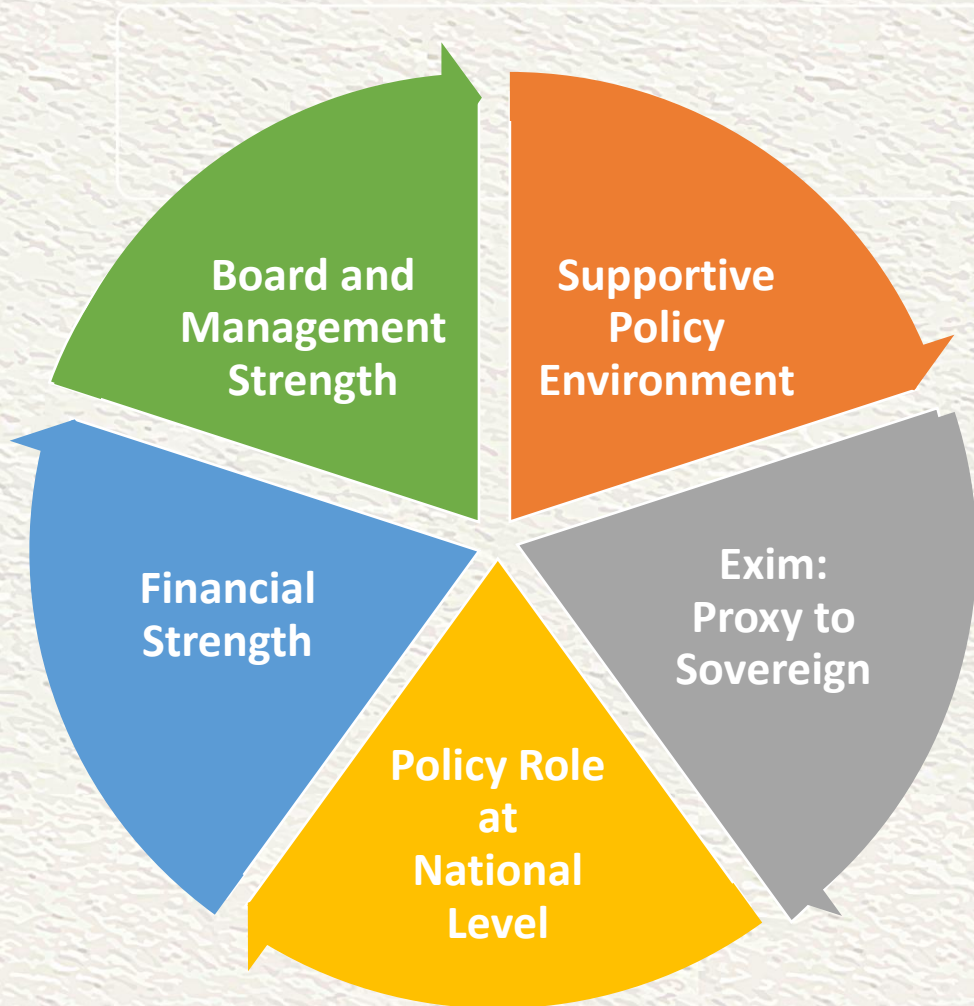 Board and
Management
Strength
Supportive
Policy
Environment
Exim:
Proxy to
Sovereign
Policy Role
at
National
Level
Financial
Strength